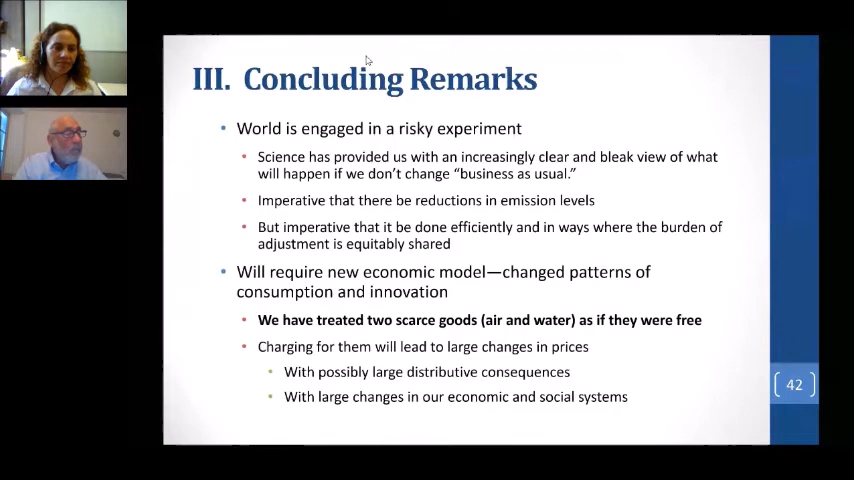 III. Concluding Remarks
• World is engaged in a risky experiment
• Science has provided us with an increasingly clear and bleak view of what
will happen if we don't change “business as usual.”
• Imperative that there be reductions in emission levels
• But imperative that it be done efficiently and in ways where the burden of
adjustment is equitably shared
• Will require new economic model—changed patterns of
consumption and innovation
• We have treated two scarce goods (air and water) as if they were free
• Charging for them will lead to large changes in prices
• With possibly large distributive consequences
• With large changes in our economic and social systems
42